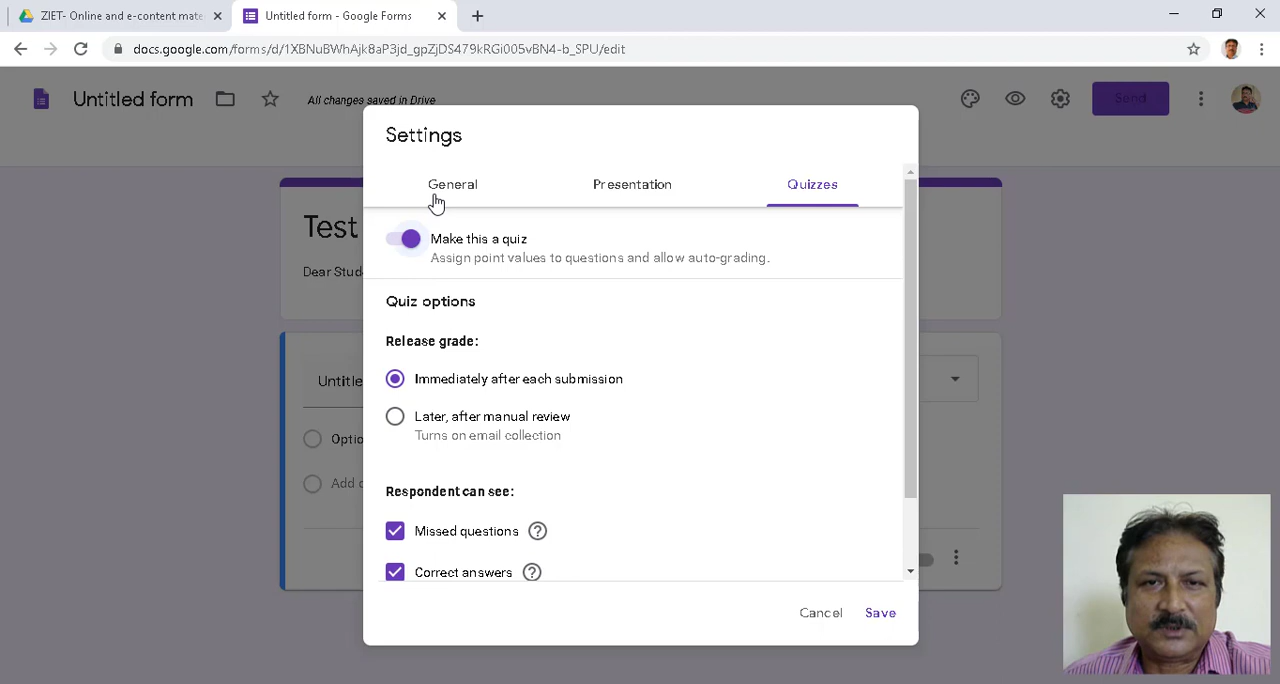 ZIET- Online and e-content mate
Untitled form - Google Forms
docs.google.com/forms/d/1XBNuBWhAjk8aP3jd_gpZjDS479kRGi005vBN4-b_SPU/edit
Untitled form
All changes saved in Drive
Send
Settings
General
Presentation
Quizzes
Test
Dear Stud
Make this a quiz
Assign point values to questions and allow auto-grading.
Quiz options
Release grade:
Immediately after each submission
Untitle
Later, after manual review
Turns on email collection
Optio
Add o
Respondent can see:
Missed questions
Correct answers
Cancel
Save